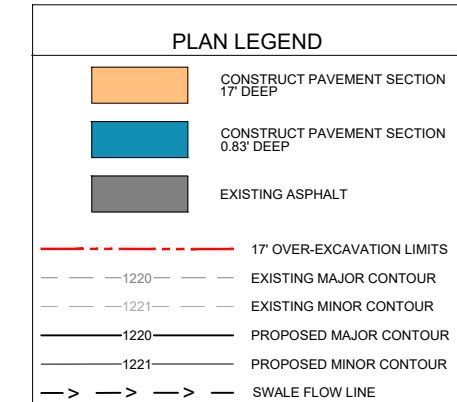 PLAN LEGEND
CONSTRUCT PAVEMENT SECTION
17' DEEP
CONSTRUCT PAVEMENT SECTION
0.83' DEEP
EXISTING ASPHALT
17' OVER-EXCAVATION LIMITS
1220 EXISTING MAJOR CONTOUR
1221 EXISTING MINOR CONTOUR
1220 PROPOSED MAJOR CONTOUR
1221 PROPOSED MINOR CONTOUR
> > > SWALE FLOW LINE